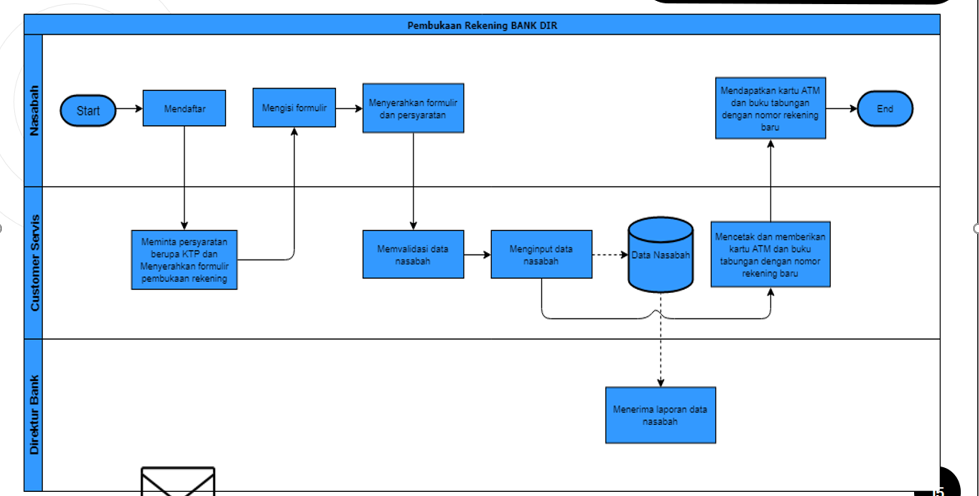 Pembukaan Rekening BANK DIR
Nasabah
Start
Mendaftar
Mengisi formulir
Menyerahkan formulir
dan persyaratan
Mendapatkan kartu ATM
dan buku tabungan
dengan nomor rekening
baru
End
Customer Servis
Meminta persyaratan
berupa KTP dan
Menyerahkan formulir
pembukaan rekening
Memvalidasi data
nasabah
Menginput data
nasabah
Data Nasabah
Mencetak dan memberikan
kartu ATM dan buku
tabungan dengan nomor
rekening baru
Direktur Bank
Menerima laporan data
nasabah